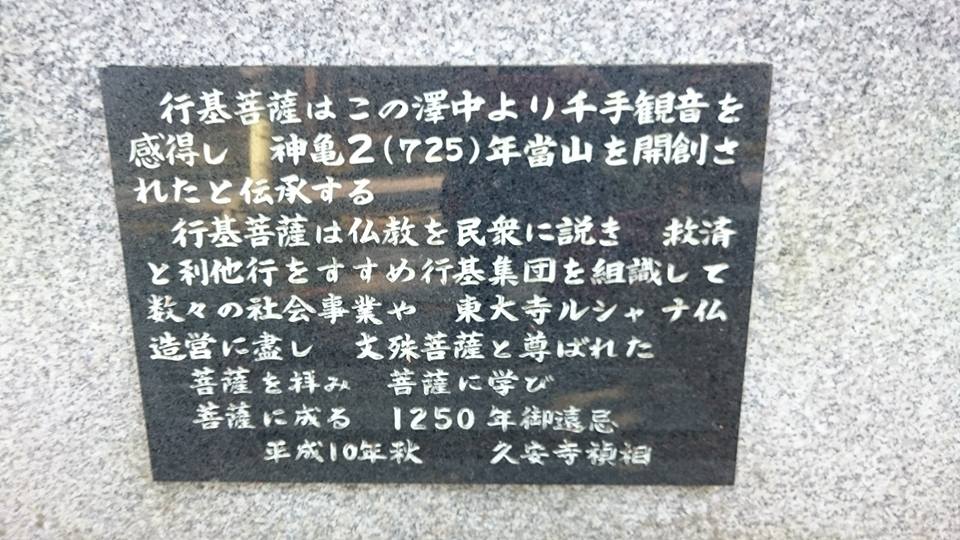 行基菩薩はこの澤中より千手観音を
感得し　神亀2(725)年當山を開創さ
れたと伝承する
行基菩薩は仏教を民衆に説き　救済
と利他行をすすめ行基集団を組識して
数々の社会事業や　東大寺ルシャナ仏
造営に盡し　文殊菩薩と尊ばれた
菩薩を拝み　菩薩に学び
菩薩に成る　1250年御遠忌
平成10年秋　久安寺禎相